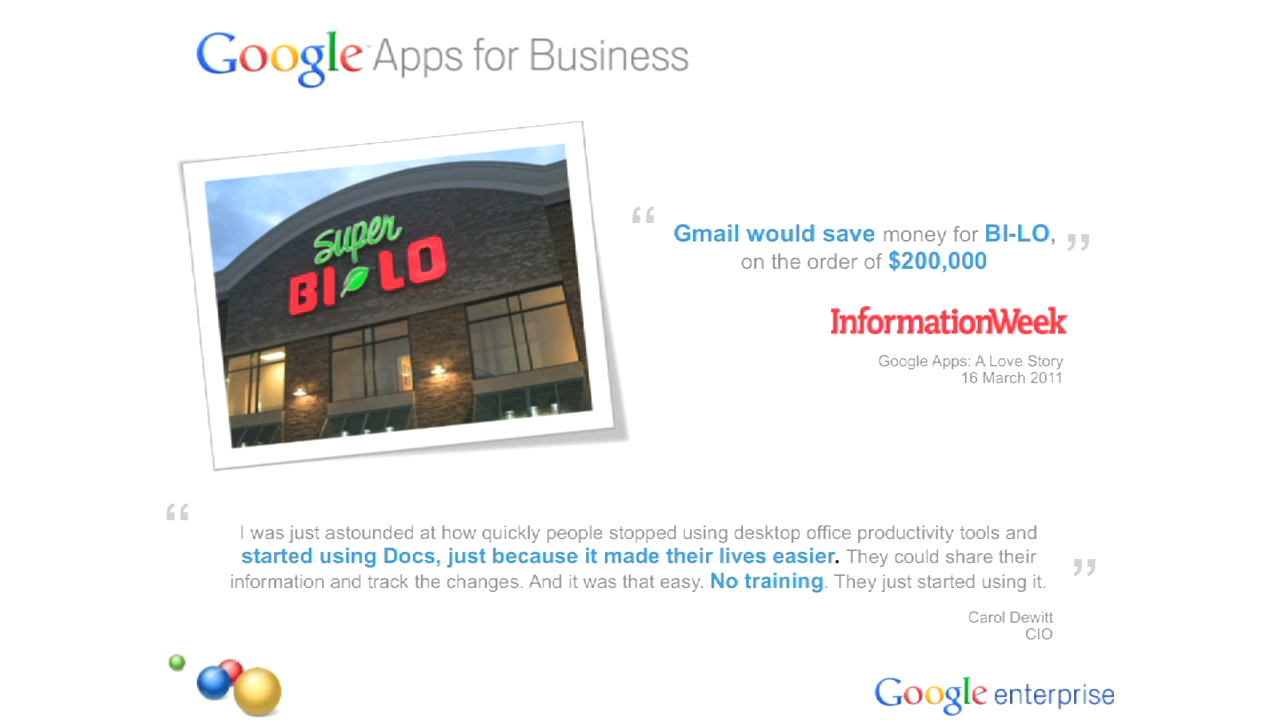 Google Apps for Business
super
BI LO
“ Gmail would save money for BI-LO, ”
on the order of $200,000
InformationWeek
Google Apps: A Love Story
16 March 2011
“
I was just astounded at how quickly people stopped using desktop office productivity tools and
started using Docs, just because it made their lives easier. They could share their
information and track the changes. And it was that easy. No training. They just started using it. ”
Carol Dewitt
CIO
Google enterprise